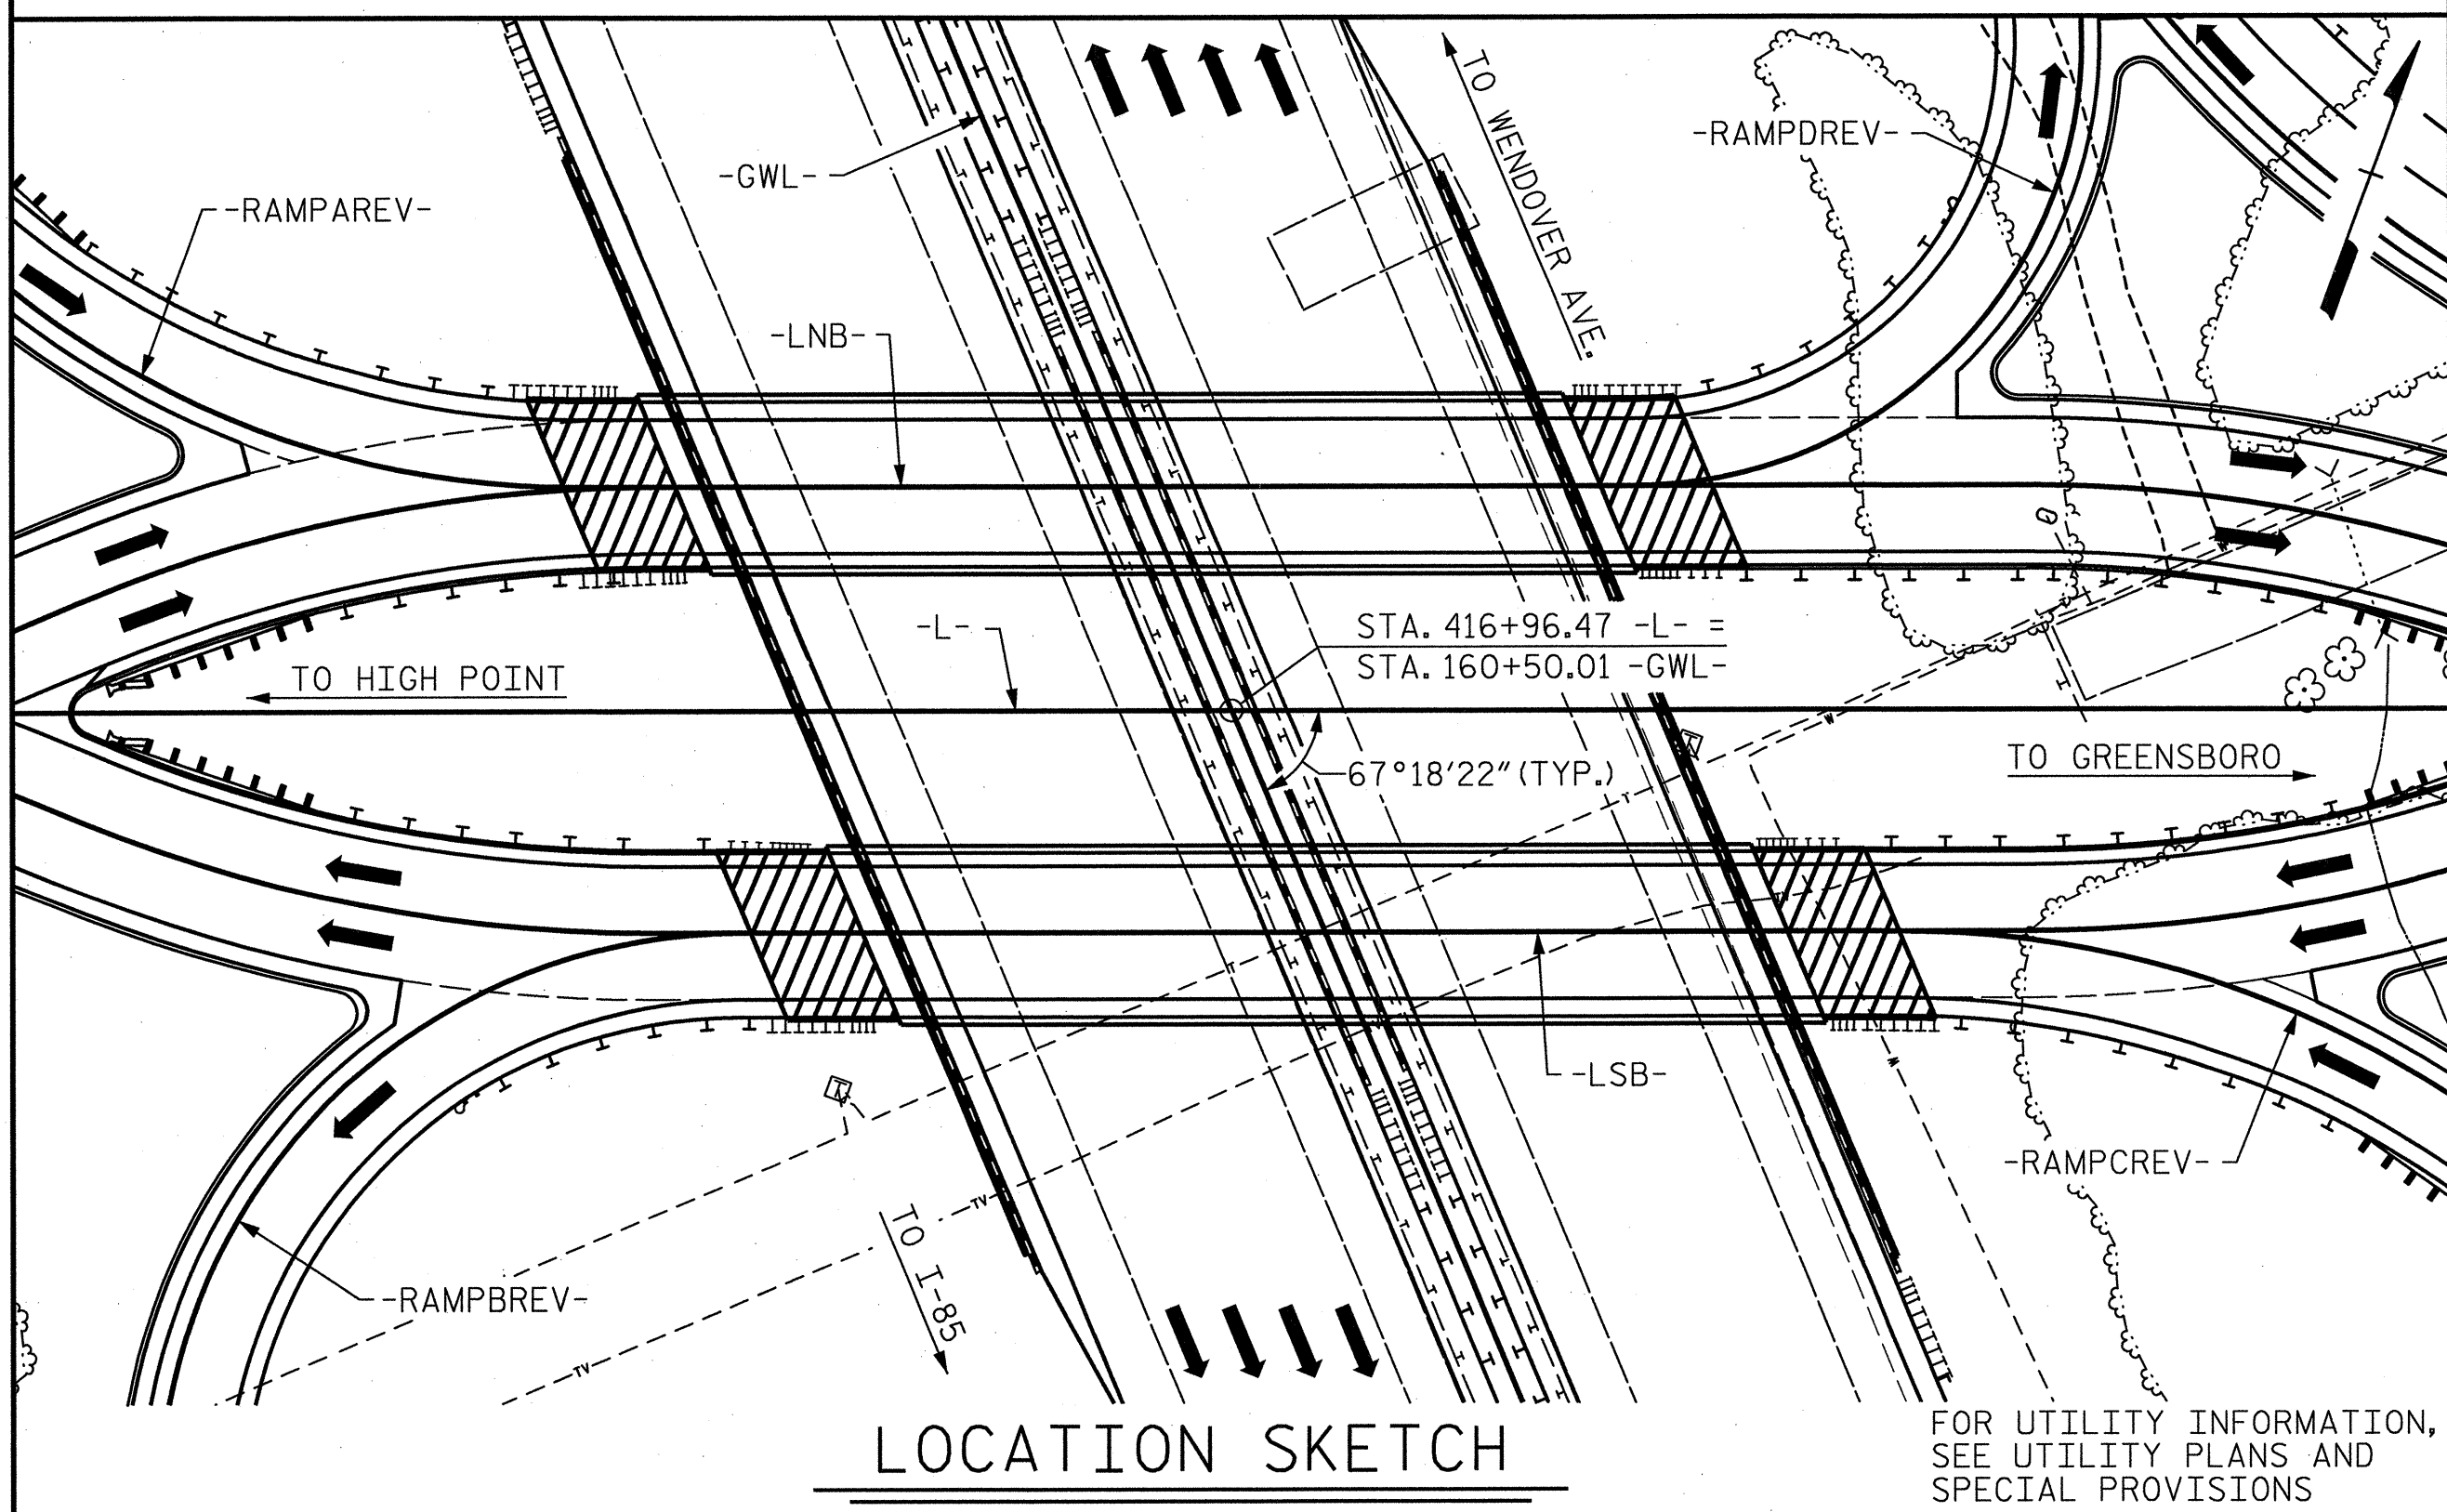 TO WENDOVER AVE.
-RAMPDREV-
-GWL-
-RAMPAREV-
-LNB-
-L-
STA. 416+96.47 -L- =
STA. 160+50.01 -GWL-
TO HIGH POINT
TO GREENSBORO
67°18'22" (TYP.)
-LSB-
-RAMPCREV-
TV
TO I-85
-RAMPBREV-
TV
LOCATION SKETCH
FOR UTILITY INFORMATION,
SEE UTILITY PLANS AND
SPECIAL PROVISIONS